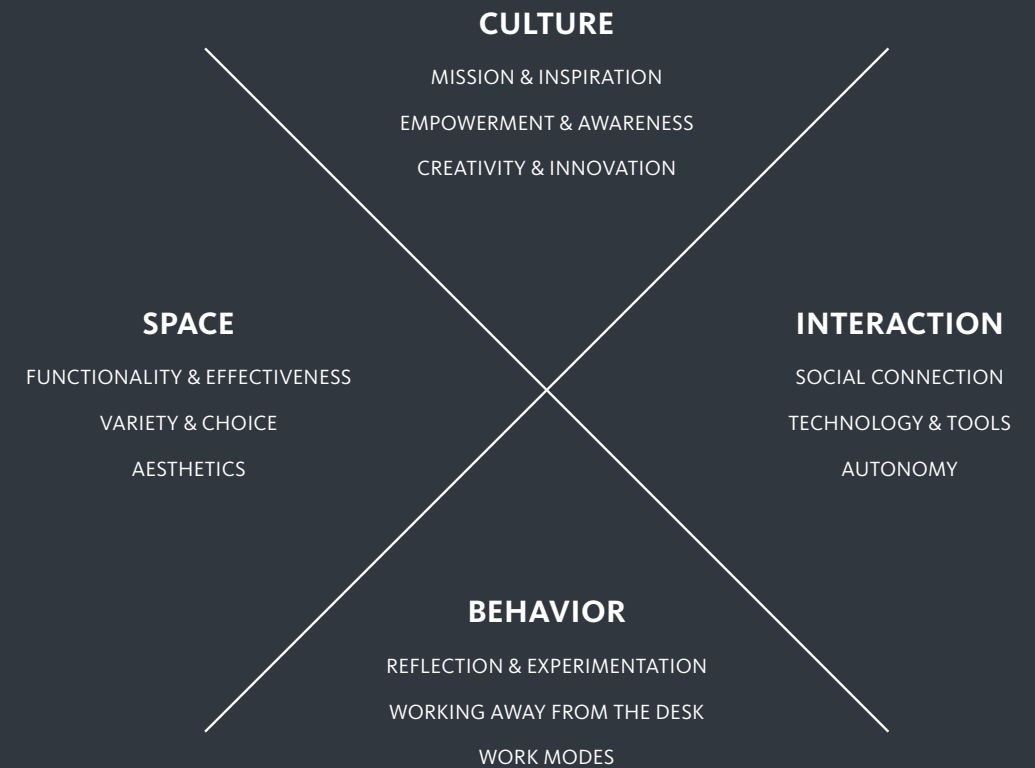 CULTURE
MISSION & INSPIRATION
EMPOWERMENT & AWARENESS
CREATIVITY & INNOVATION
SPACE
FUNCTIONALITY & EFFECTIVENESS
VARIETY & CHOICE
AESTHETICS
INTERACTION
SOCIAL CONNECTION
TECHNOLOGY & TOOLS
AUTONOMY
BEHAVIOR
REFLECTION & EXPERIMENTATION
WORKING AWAY FROM THE DESK
WORK MODES